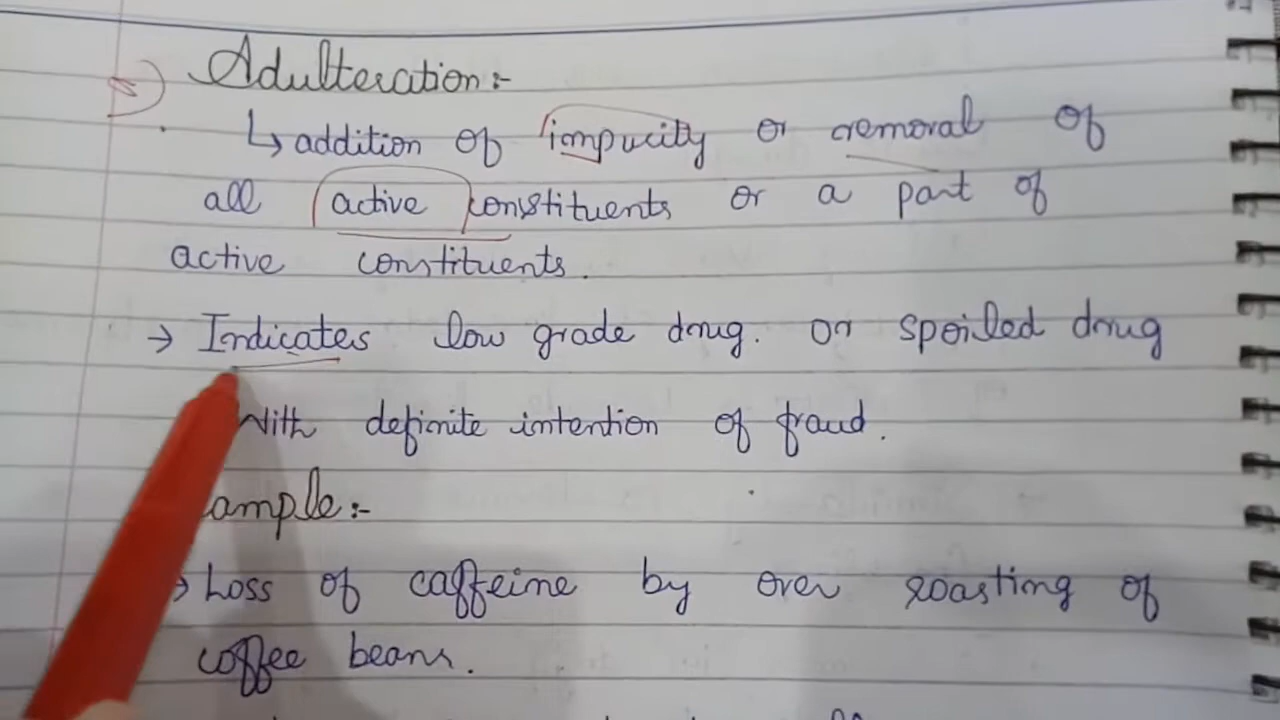 Adulteration:-
↳ addition of impurity or removal of
all active constituents or a part of
active constituents.
→ Indicates low grade drug. or spoiled drug
With definite intention of fraud.
ample:-
→ Loss of caffeine by over roasting of
coffee beans.